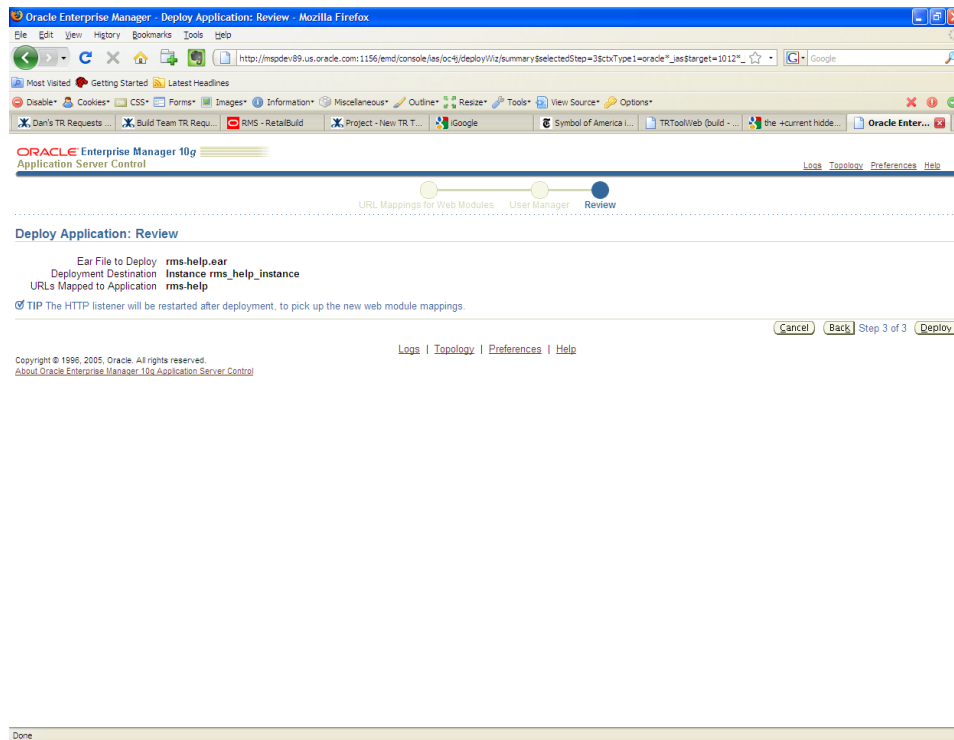 Oracle Enterprise Manager - Deploy Application: Review - Mozilla Firefox
File Edit View History Bookmarks Tools Help
http://mspdev89.us.oracle.com:1156/emd/console/ias/oc4j/deployWiz/summary$selectedStep=3$ctxType1=oracle*_ias$target=1012*_
G Google
Most Visited Getting Started Latest Headlines
Disable Cookies CSS Forms Images Information Miscellaneous Outline Resize Tools View Source Options
Dan's TR Requests ... Build Team TR Requ... RMS - RetailBuild Project - New TR T... iGoogle Symbol of America i... TRToolWeb (build - ... the +current hidde... Oracle Enter...
ORACLE Enterprise Manager 10g
Application Server Control
Logs Topology Preferences Help
URL Mappings for Web Modules User Manager Review
Deploy Application: Review
Ear File to Deploy rms-help.ear
Deployment Destination Instance rms_help_instance
URLs Mapped to Application rms-help
TIP The HTTP listener will be restarted after deployment, to pick up the new web module mappings.
Cancel Back Step 3 of 3 Deploy
Logs | Topology | Preferences | Help
Copyright © 1996, 2005, Oracle. All rights reserved.
About Oracle Enterprise Manager 10g Application Server Control
Done